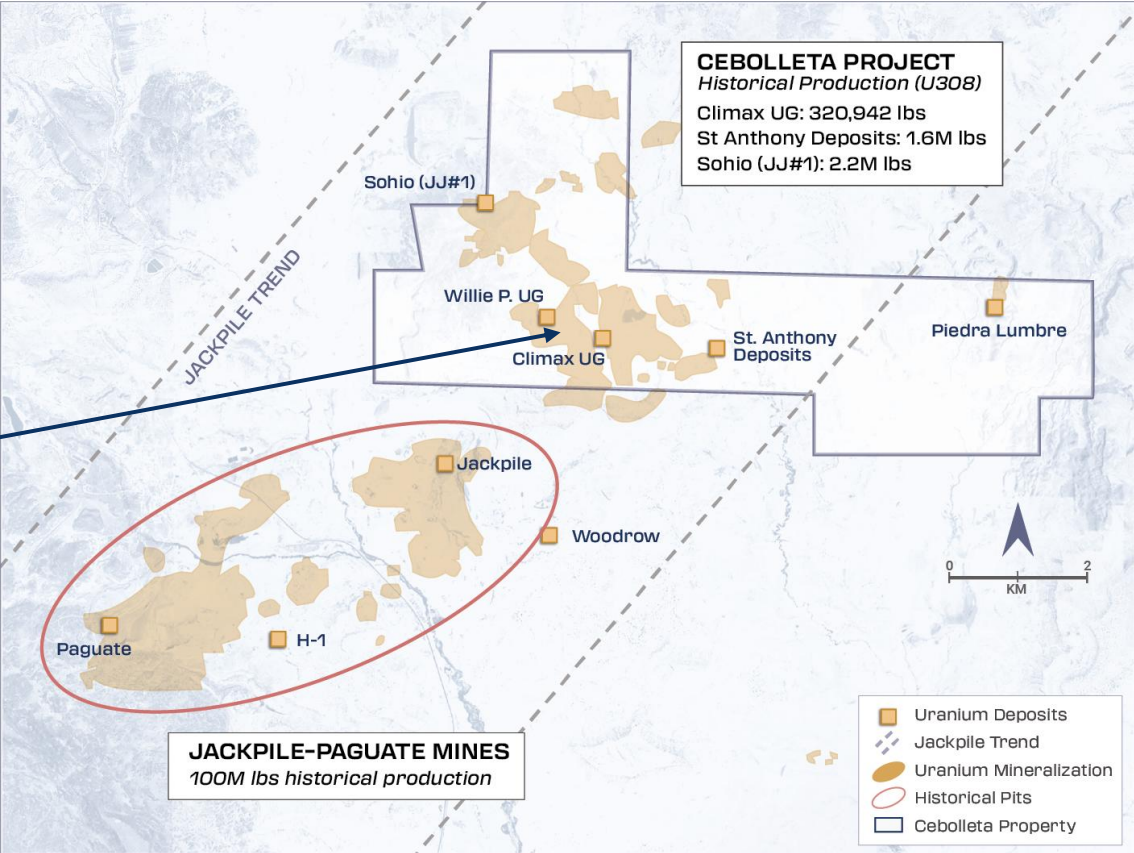 CEBOLLETA PROJECT
Historical Production (U308)
Climax UG: 320,942 lbs
St Anthony Deposits: 1.6M lbs
Sohio (JJ#1): 2.2M lbs
Sohio (JJ#1)
JACKPILE TREND
Willie P. UG
Climax UG
St. Anthony
Deposits
Piedra Lumbre
Jackpile
Woodrow
Paguate
H-1
0 2
KM
JACKPILE-PAGUATE MINES
100M lbs historical production
Uranium Deposits
Jackpile Trend
Uranium Mineralization
Historical Pits
Cebolleta Property